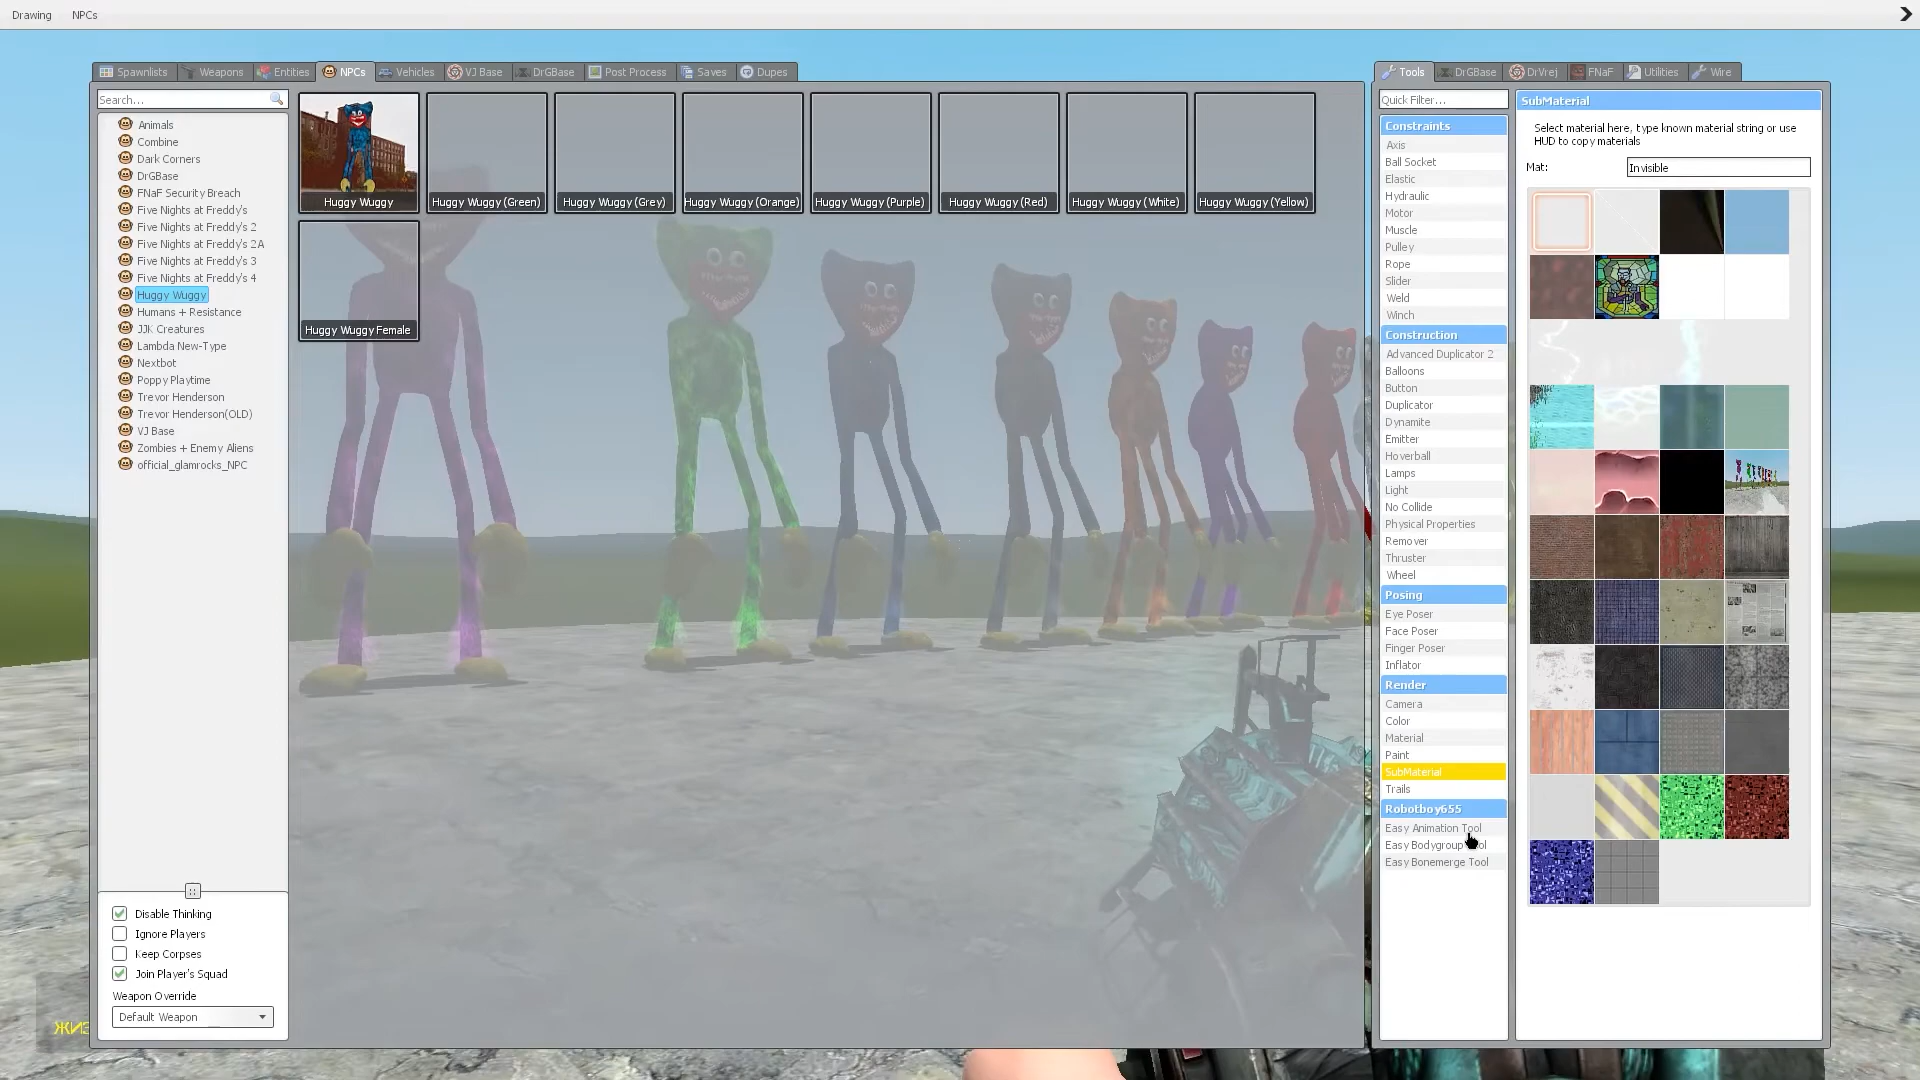 Drawing NPCs
Spawnlists Weapons Entities NPCs Vehicles VJ Base DrGBase Post Process Saves Dupes
Search...
Animals
Combine
Dark Corners
DrGBase
FNaF Security Breach
Five Nights at Freddy's
Five Nights at Freddy's 2
Five Nights at Freddy's 2A
Five Nights at Freddy's 3
Five Nights at Freddy's 4
Huggy Wuggy
Humans + Resistance
JJK Creatures
Lambda New-Type
Nextbot
Poppy Playtime
Trevor Henderson
Trevor Henderson(OLD)
VJ Base
Zombies + Enemy Aliens
official_glamrocks_NPC
Disable Thinking
Ignore Players
Keep Corpses
Join Player's Squad
Weapon Override
Default Weapon
Huggy Wuggy
Huggy Wuggy (Green)
Huggy Wuggy (Grey)
Huggy Wuggy (Orange)
Huggy Wuggy (Purple)
Huggy Wuggy (Red)
Huggy Wuggy (White)
Huggy Wuggy (Yellow)
Huggy Wuggy Female
Tools DrGBase DrVrej FNaF Utilities Wire
Quick Filter...
Constraints
Axis
Ball Socket
Elastic
Hydraulic
Motor
Muscle
Pulley
Rope
Slider
Weld
Winch
Construction
Advanced Duplicator 2
Balloons
Button
Duplicator
Dynamite
Emitter
Hoverball
Lamps
Light
No Collide
Physical Properties
Remover
Thruster
Wheel
Posing
Eye Poser
Face Poser
Finger Poser
Inflator
Render
Camera
Color
Material
Paint
SubMaterial
Trails
Robotboy655
Easy Animation Tool
Easy Bodygroup Tool
Easy Bonemerge Tool
SubMaterial
Select material here, type known material string or use
HUD to copy materials
Mat: Invisible